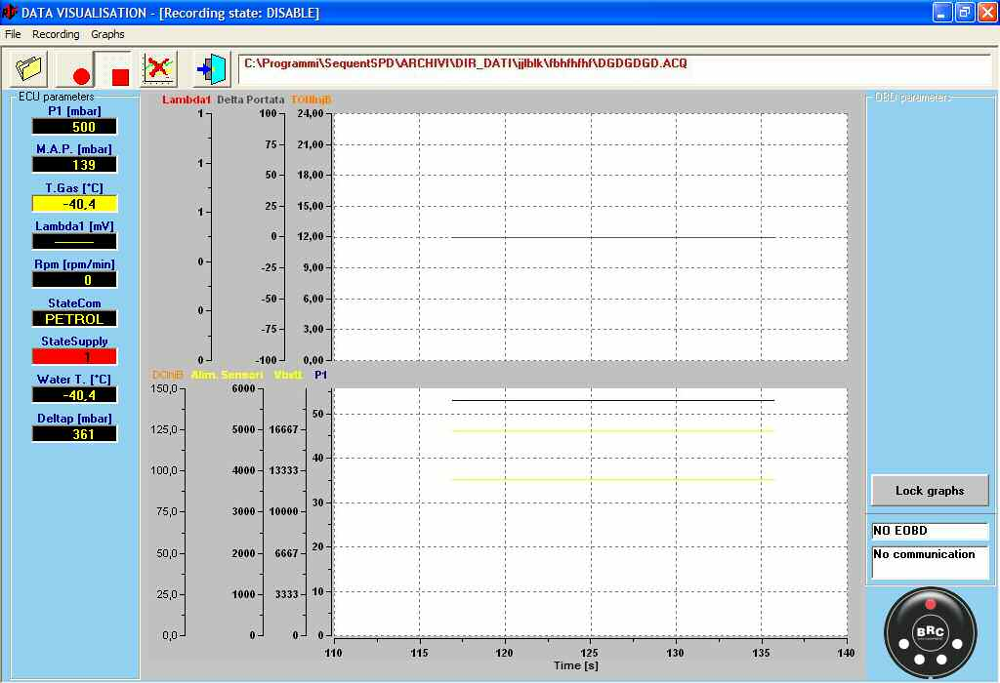 DATA VISUALISATION - [Recording state: DISABLE]
File Recording Graphs
C:\Programmi\SequentSPD\ARCHIVI\DIR_DATI\jjlblk\fbhfhfhf\DGDGDGD.ACQ
ECU parameters
P1 [mbar]
500
M.A.P. [mbar]
139
T.Gas [°C]
-40,4
Lambda1 [mV]
Rpm [rpm/min]
0
StateCom
PETROL
StateSupply
1
Water T. [°C]
-40,4
Deltap [mbar]
361
Lambda1 Delta Portata
1 100 24,00
75 21,00
1 50 18,00
25 15,00
1 0 12,00
0 -25 9,00
-50 6,00
0 -75 3,00
0 -100 0,00
DCInjB Alim. Sensori Vbatt P1
150,0 6000
50
125,0 5000 16667
40
100,0 4000 13333
30
75,0 3000 10000
20
50,0 2000 6667
10
25,0 1000 3333
0,0 0 0 0
110 115 120 125 130 135 140
Time [s]
OBD parameters
Lock graphs
NO EOBD
No communication
BRC